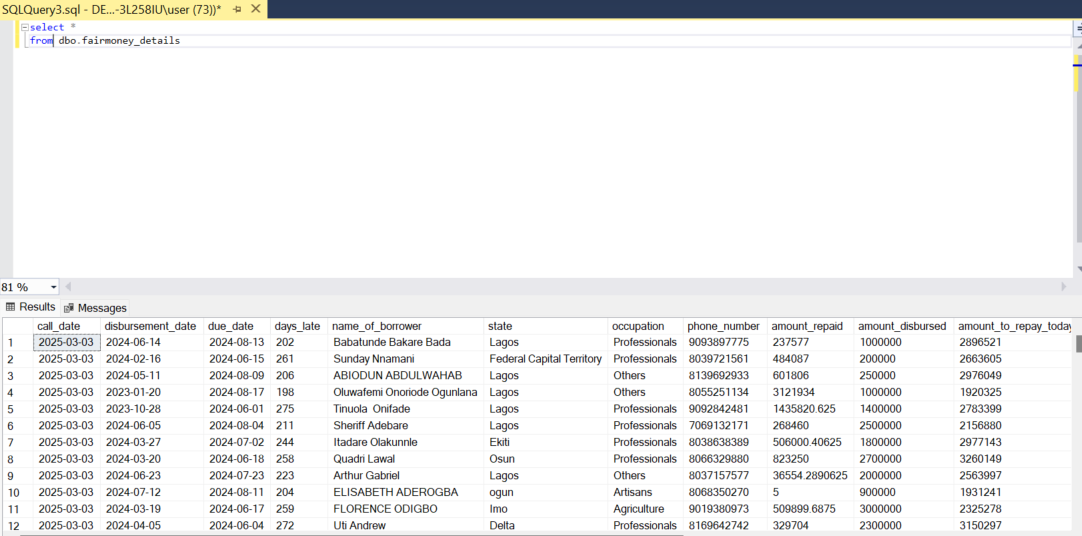 SQLQuery3.sql - DE...-3L258IU\user (73))*
select *
from dbo.fairmoney_details
81 %
Results Messages
call_date disbursement_date due_date days_late name_of_borrower state occupation phone_number amount_repaid amount_disbursed amount_to_repay_today
1 2025-03-03 2024-06-14 2024-08-13 202 Babatunde Bakare Bada Lagos Professionals 9093897775 237577 1000000 2896521
2 2025-03-03 2024-02-16 2024-06-15 261 Sunday Nnamani Federal Capital Territory Professionals 8039721561 484087 200000 2663605
3 2025-03-03 2024-05-11 2024-08-09 206 ABIODUN ABDULWAHAB Lagos Others 8139692933 601806 250000 2976049
4 2025-03-03 2023-01-20 2024-08-17 198 Oluwafemi Onoriode Ogunlana Lagos Others 8055251134 3121934 1000000 1920325
5 2025-03-03 2023-10-28 2024-06-01 275 Tinuola Onifade Lagos Professionals 9092842481 1435820.625 1400000 2783399
6 2025-03-03 2024-06-05 2024-08-04 211 Sheriff Adebare Lagos Professionals 7069132171 268460 2500000 2156880
7 2025-03-03 2024-03-27 2024-07-02 244 Itadare Olakunnle Ekiti Professionals 8038638389 506000.40625 1800000 2977143
8 2025-03-03 2024-03-20 2024-06-18 258 Quadri Lawal Osun Professionals 8066329880 823250 2700000 3260149
9 2025-03-03 2024-06-23 2024-07-23 223 Arthur Gabriel Lagos Others 8037157577 36554.2890625 2000000 2563997
10 2025-03-03 2024-07-12 2024-08-11 204 ELISABETH ADEROGBA ogun Artisans 8068350270 5 900000 1931241
11 2025-03-03 2024-03-19 2024-06-17 259 FLORENCE ODIGBO Imo Agriculture 9019380973 509899.6875 3000000 2325278
12 2025-03-03 2024-04-05 2024-06-04 272 Uti Andrew Delta Professionals 8169642742 329704 2300000 3150297